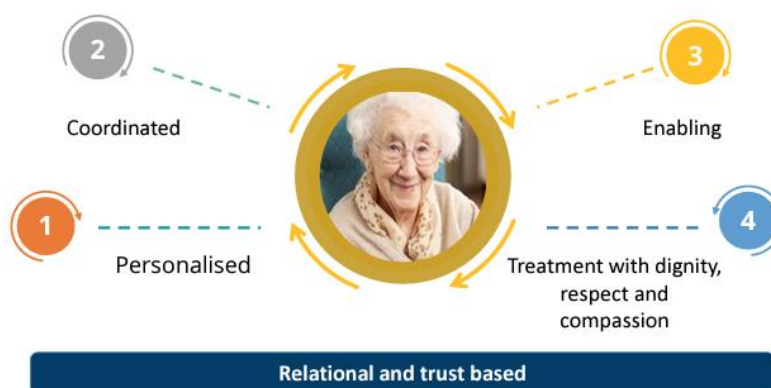 2
3
Coordinated
Enabling
1
4
Personalised
Treatment with dignity,
respect and
compassion
Relational and trust based